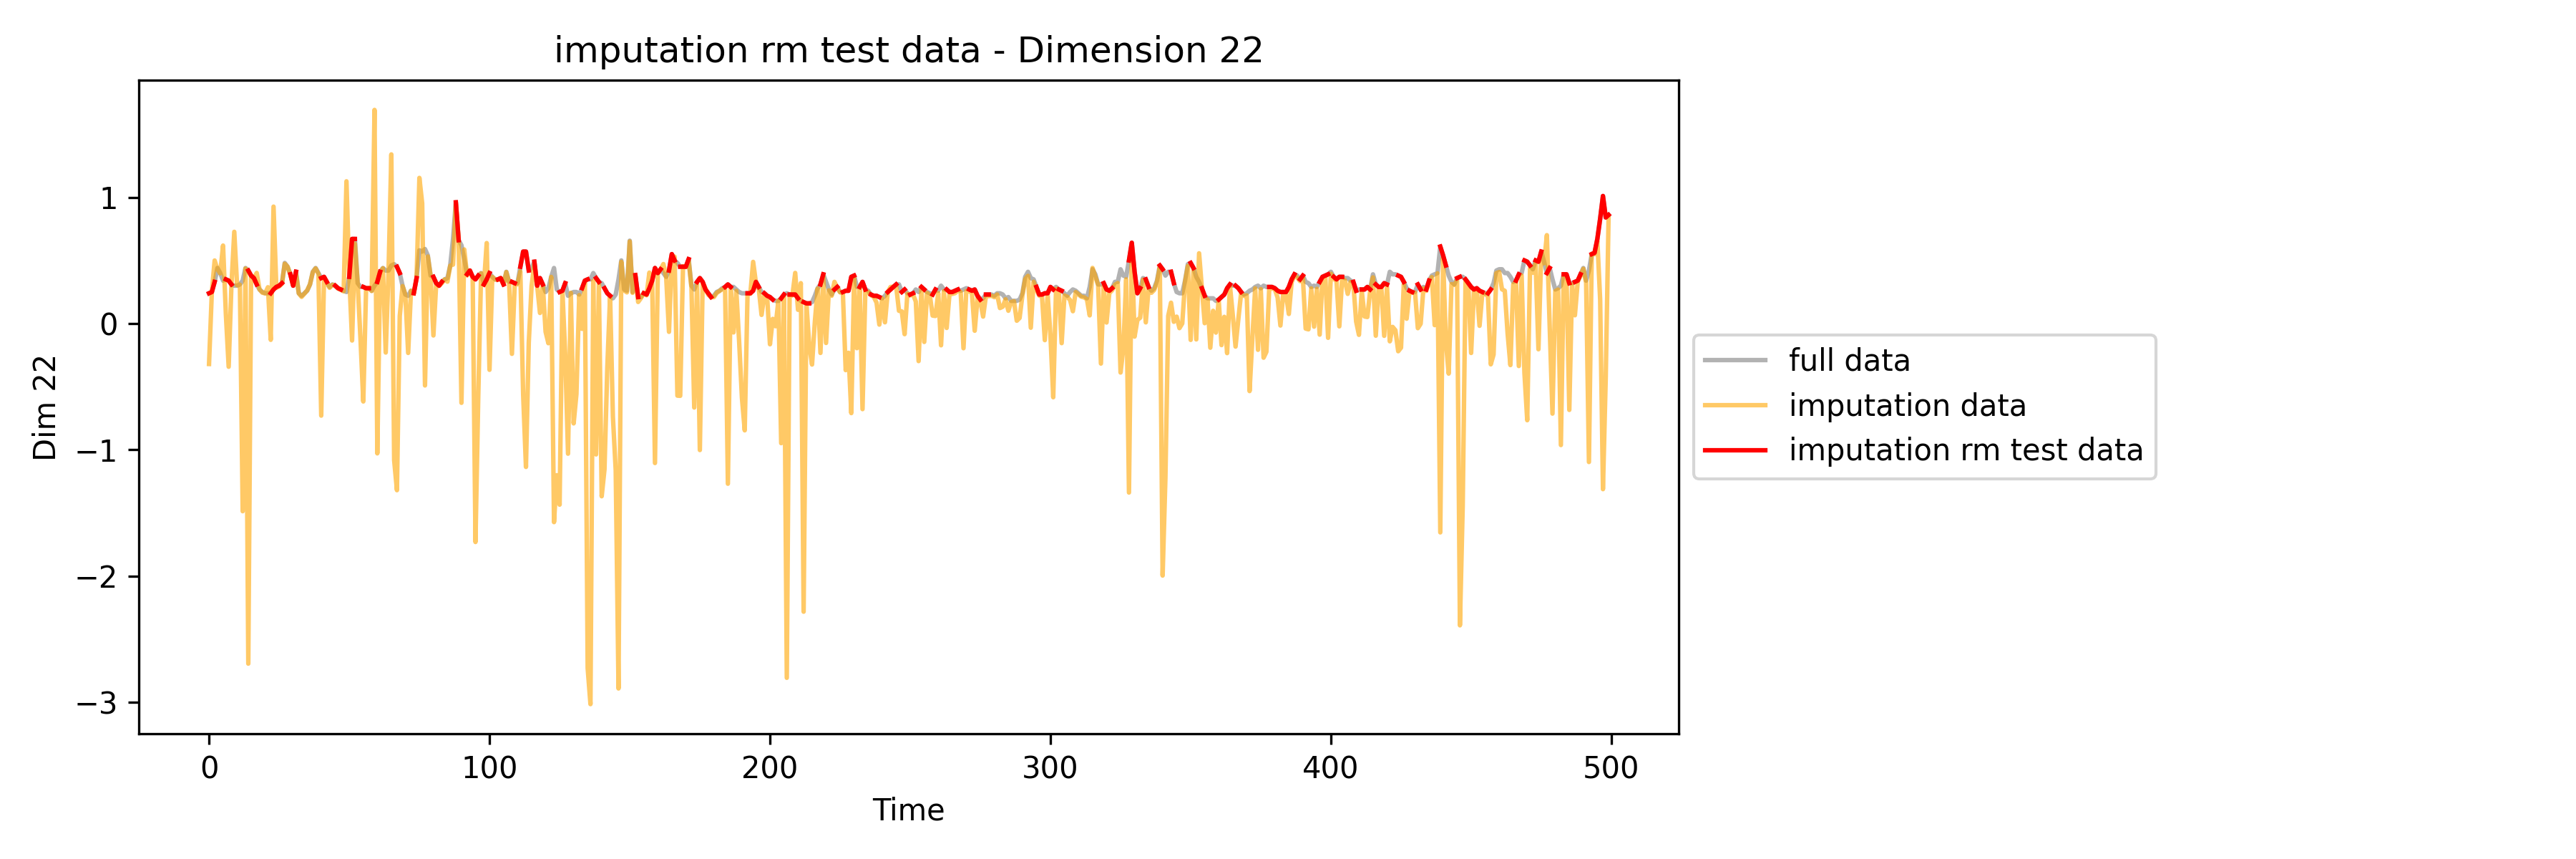 imputation rm test data - Dimension 22
1
0
−1
−2
−3
Dim 22
0 100 200 300 400 500
Time
full data
imputation data
imputation rm test data